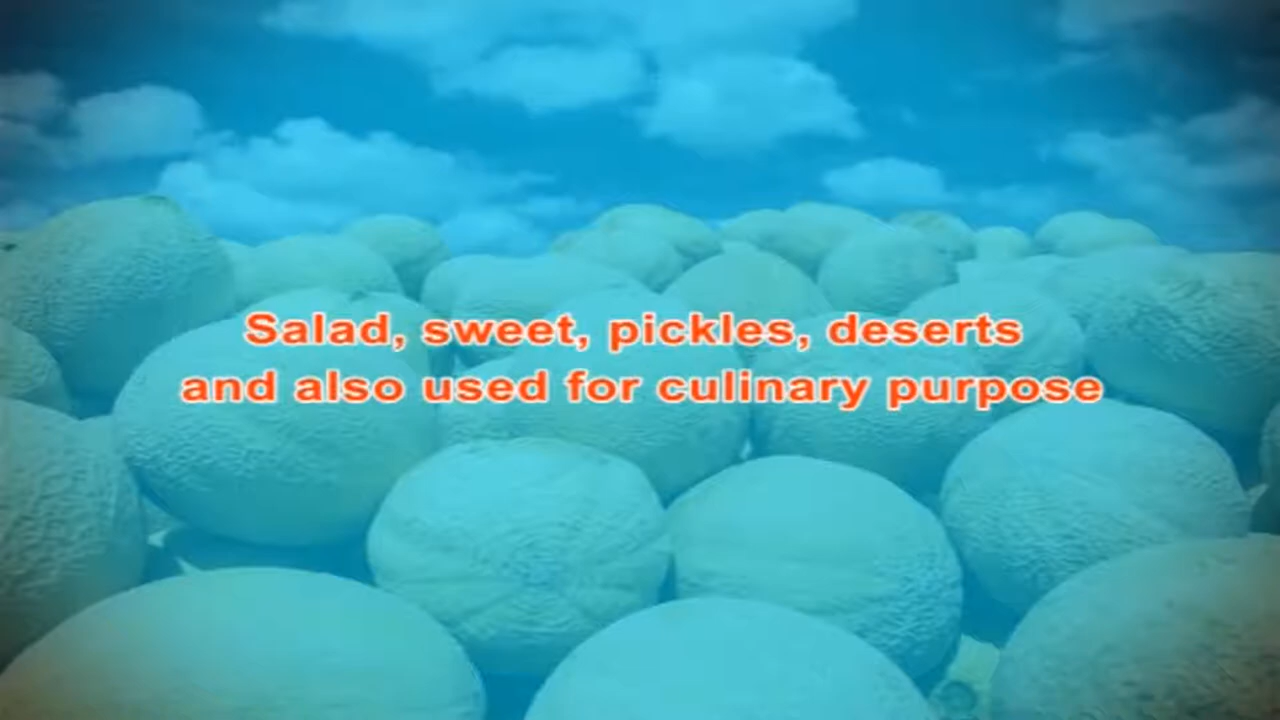 Salad, sweet, pickles, deserts
and also used for culinary purpose